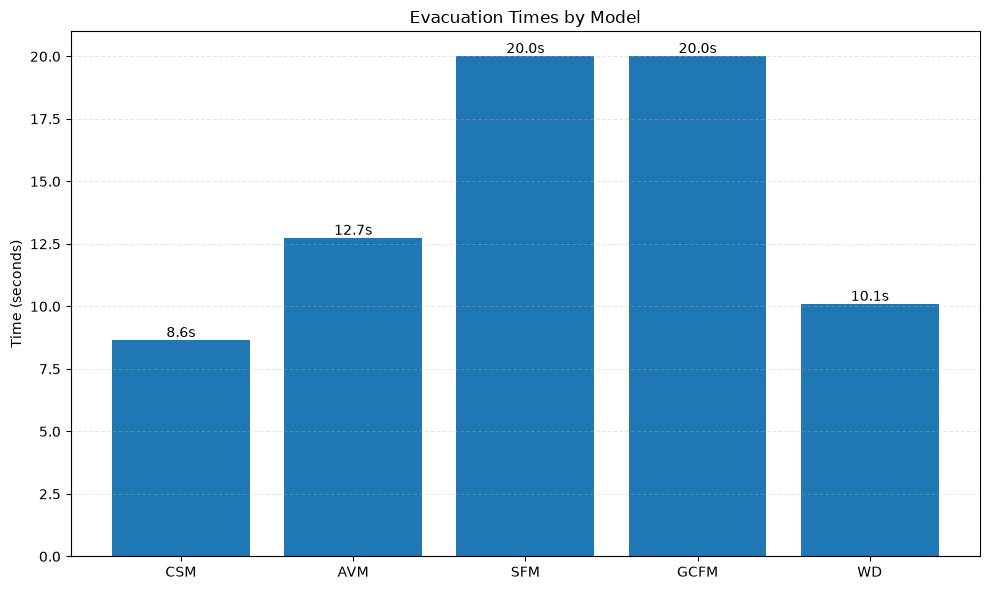 Evacuation Times by Model
Time (seconds)
20.0
17.5
15.0
12.5
10.0
7.5
5.0
2.5
0.0
8.6s
12.7s
20.0s
20.0s
10.1s
CSM
AVM
SFM
GCFM
WD